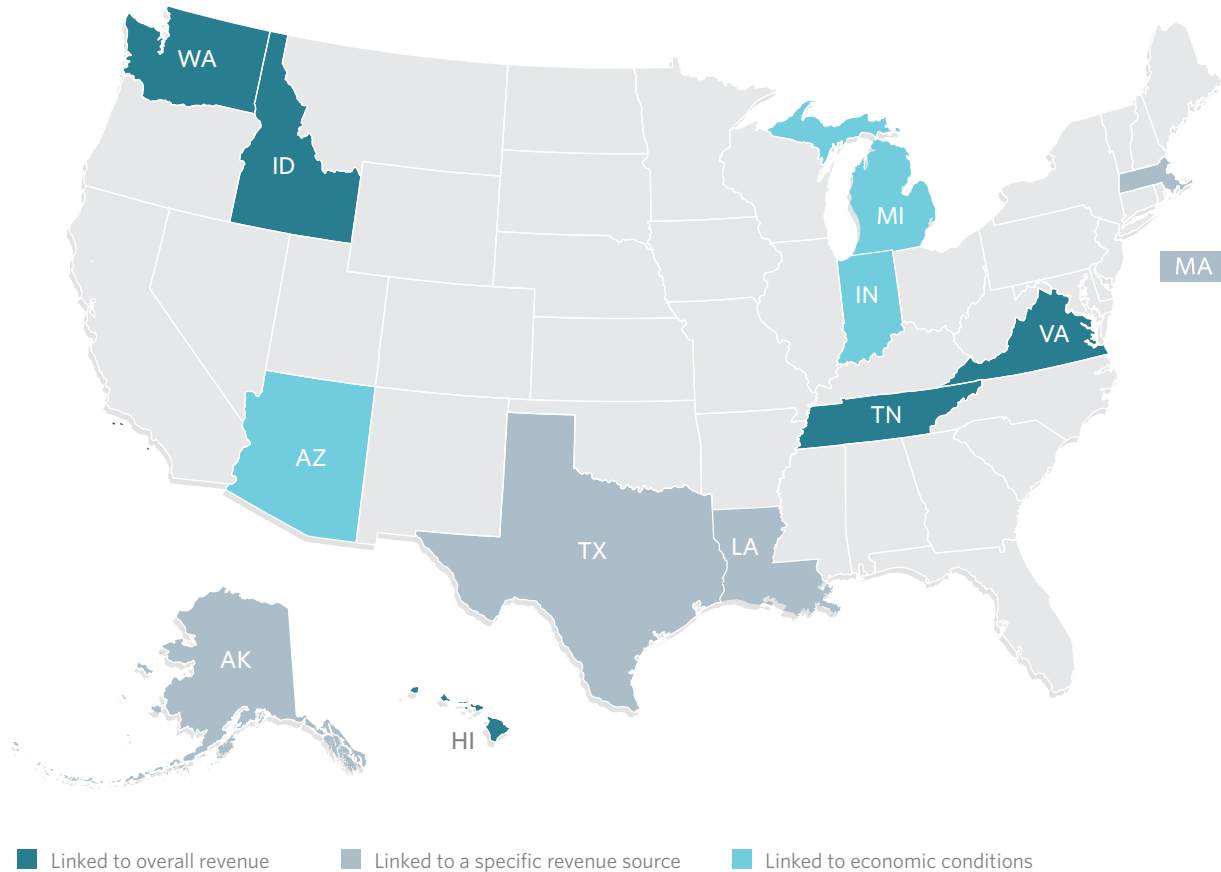 WA
ID
MI
MA
IN
VA
TN
AZ
TX
LA
AK
HI
Linked to overall revenue
Linked to a specific revenue source
Linked to economic conditions